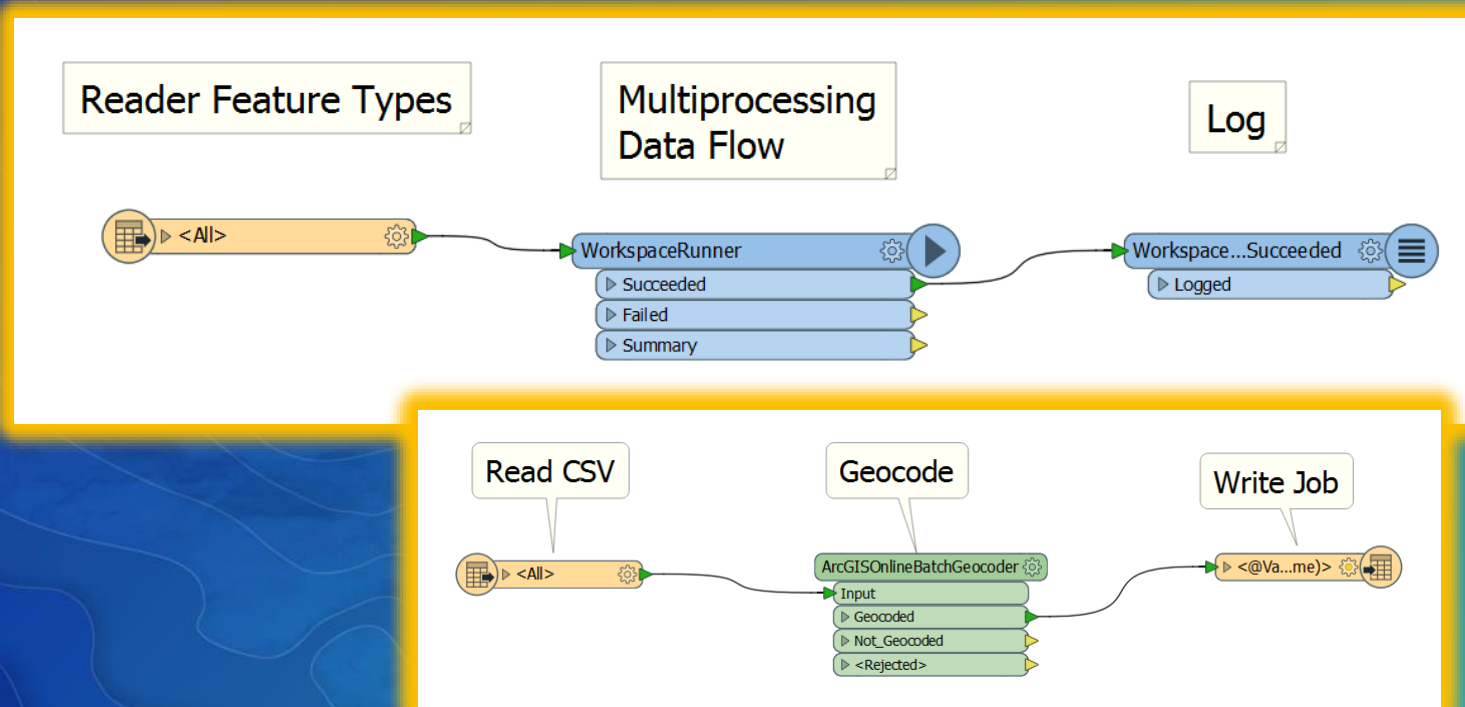 Reader Feature Types
Multiprocessing
Data Flow
Log
<All>
WorkspaceRunner
Succeeded
Failed
Summary
Workspace...Succeeded
Logged
Read CSV
Geocode
Write Job
<All>
ArcGISOnlineBatchGeocoder
Input
Geocoded
Not_Geocoded
<Rejected>
<@Va...me)>